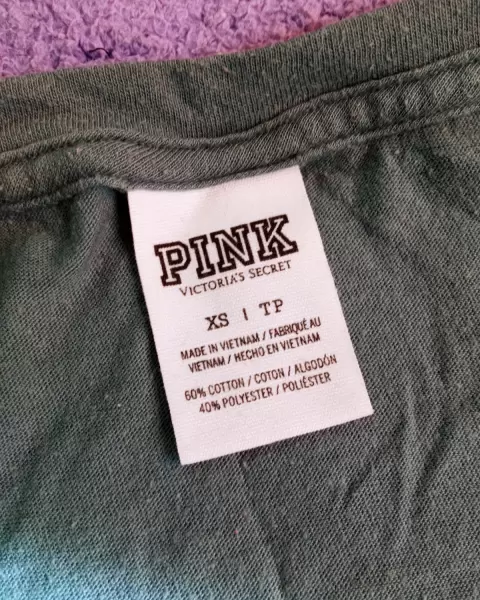 PINK
VICTORIA'S SECRET
XS | TP
MADE IN VIETNAM / FABRIQUÉ AU
VIETNAM / HECHO EN VIETNAM
60% COTTON / COTON / ALGODÓN
40% POLYESTER / POLIÉSTER